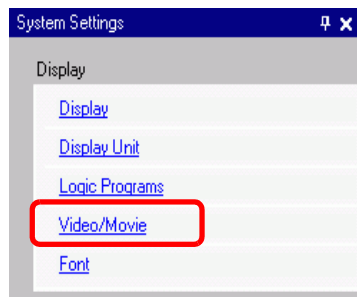 System Settings
Display
Display
Display Unit
Logic Programs
Video/Movie
Font